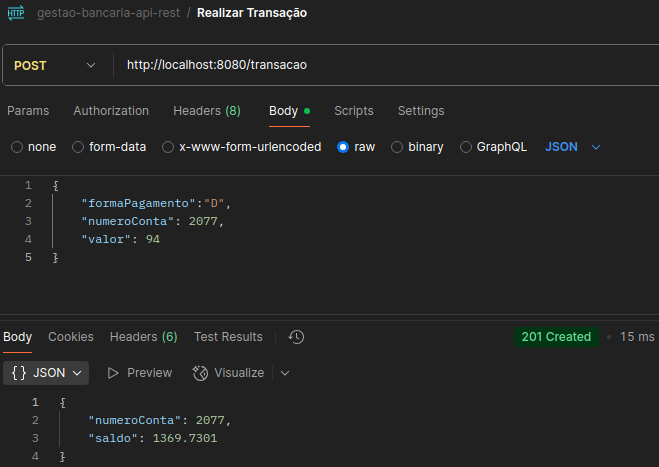 HTTP gestao-bancaria-api-rest / Realizar Transação
POST http://localhost:8080/transacao
Params Authorization Headers (8) Body Scripts Settings
none form-data x-www-form-urlencoded raw binary GraphQL JSON
1 {
2 "formaPagamento":"D",
3 "numeroConta": 2077,
4 "valor": 94
5 }
Body Cookies Headers (6) Test Results 201 Created • 15 ms
{} JSON Preview Visualize
1 {
2 "numeroConta": 2077,
3 "saldo": 1369.7301
4 }